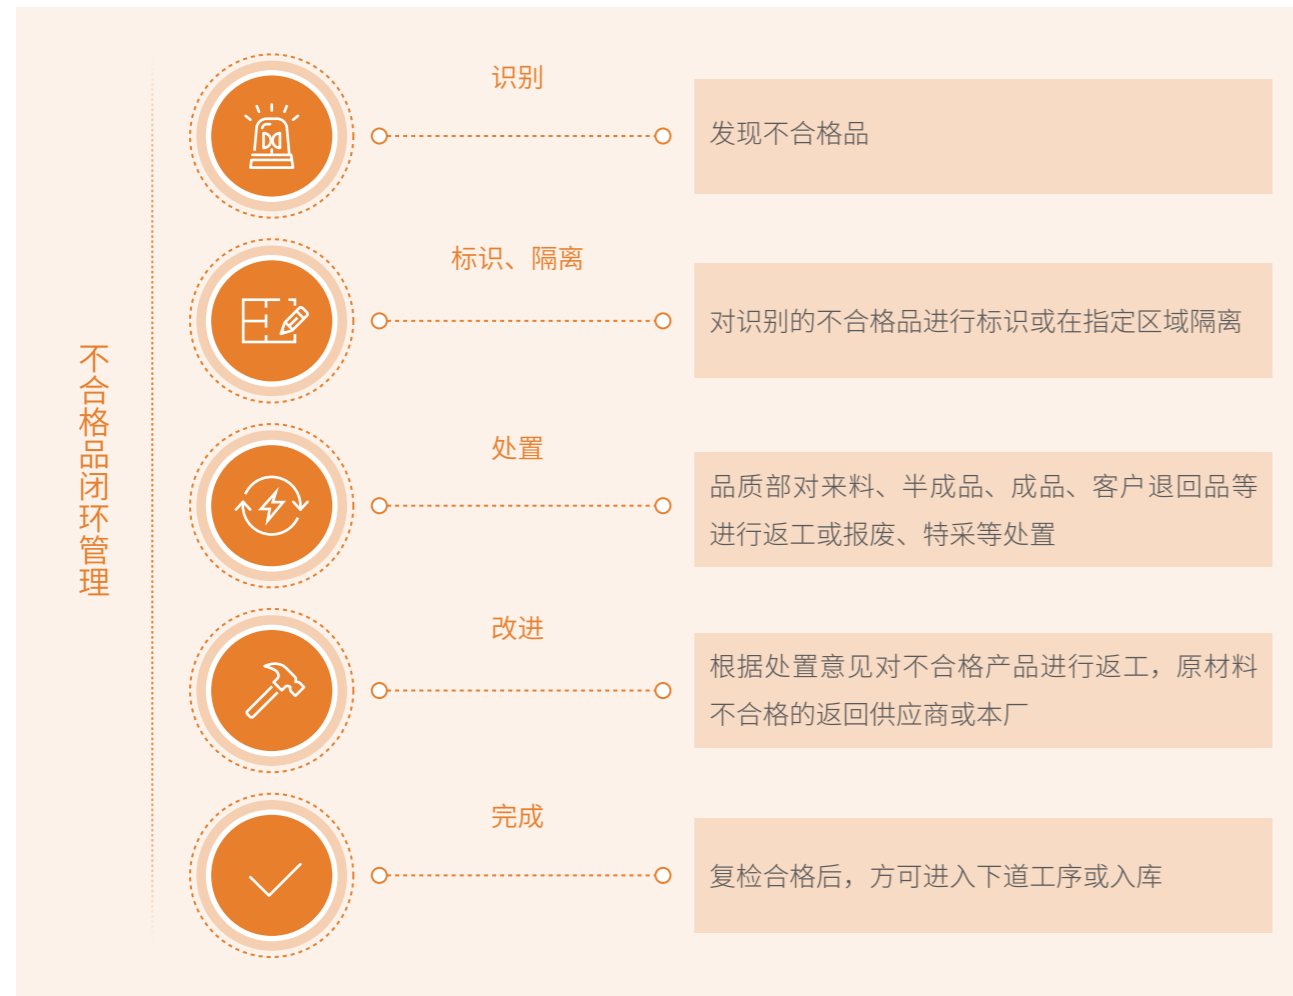 不合格品闭环管理
识别
发现不合格品
标识、隔离
对识别的不合格品进行标识或在指定区域隔离
处置
品质部对来料、半成品、成品、客户退回品等
进行返工或报废、特采等处置
改进
根据处置意见对不合格产品进行返工，原材料
不合格的返回供应商或本厂
完成
复检合格后，方可进入下道工序或入库